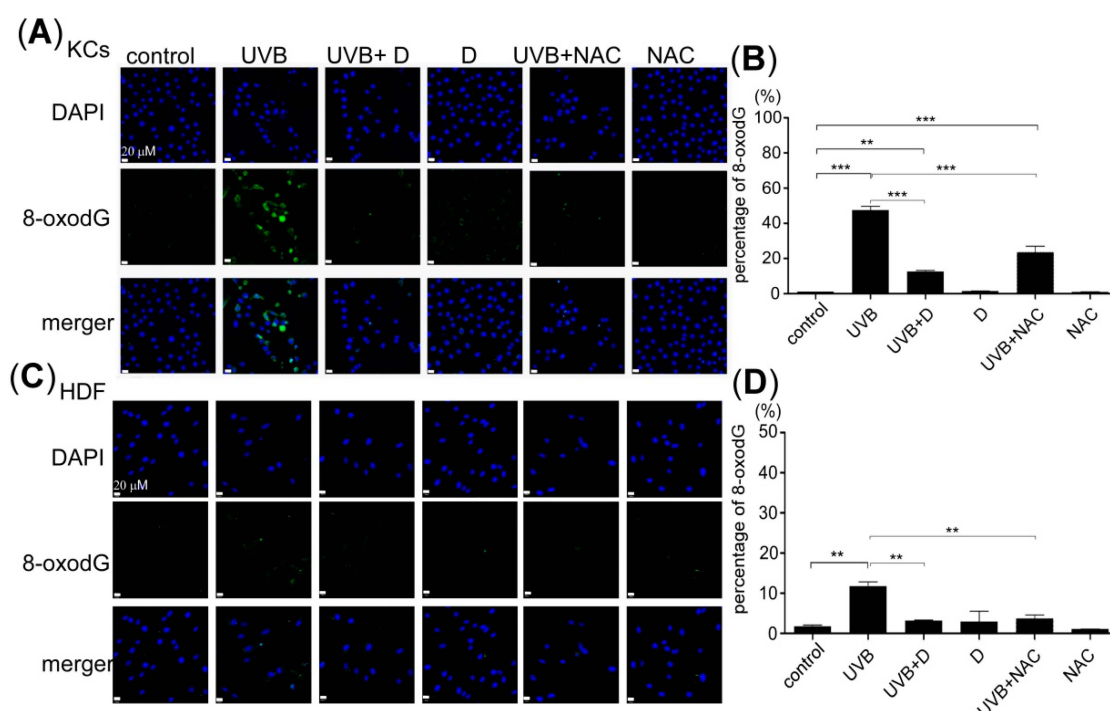 (A) KCs control UVB UVB+ D D UVB+NAC NAC
DAPI
20 μM
8-oxodG
merger
(B)
(%)
percentage of 8-oxodG
100
80
60
40
20
0
***
**
*** ***
***
control UVB UVB+D D UVB+NAC NAC
(C) HDF
DAPI
20 μM
8-oxodG
merger
(D)
(%)
percentage of 8-oxodG
50
40
30
20
10
0
**
** **
control UVB UVB+D D UVB+NAC NAC